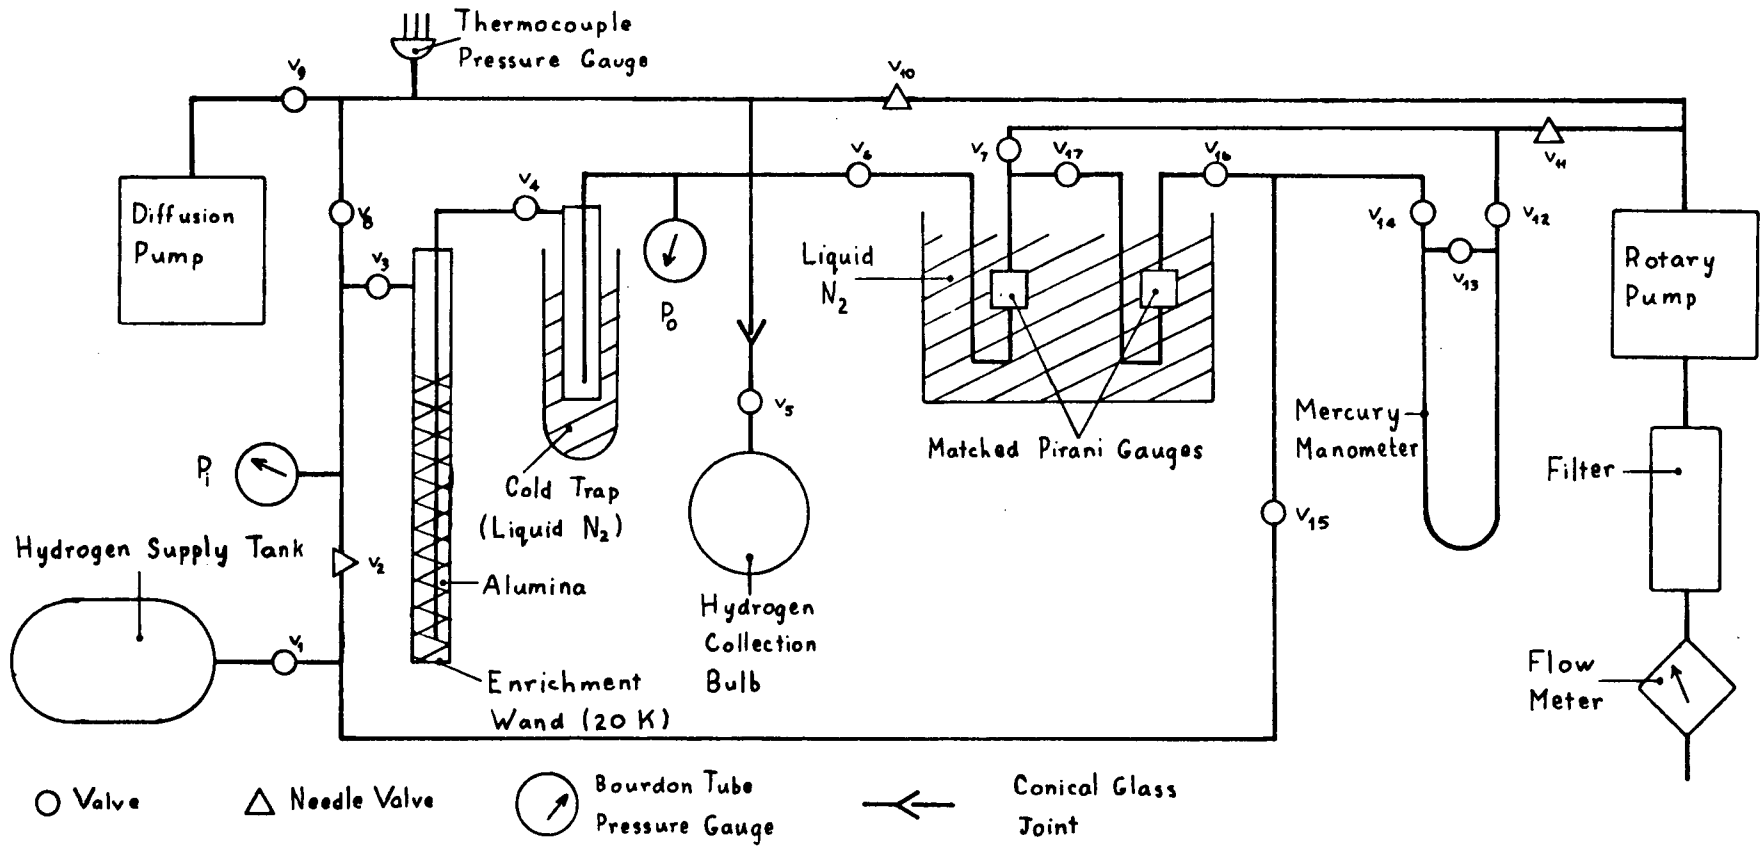 Thermocouple
Pressure Gauge
V9
V10
V11
V8
V4
V6
V7
V17
V16
V14
V12
V13
V3
Diffusion
Pump
Liquid
N2
Rotary
Pump
Po
V5
Mercury
Manometer
Matched Pirani Gauges
Filter
Pi
Cold Trap
(Liquid N2)
V15
Hydrogen Supply Tank
V2
Alumina
Hydrogen
Collection
Bulb
V1
Enrichment
Wand (20 K)
Flow
Meter
Valve
Needle Valve
Bourdon Tube
Pressure Gauge
Conical Glass
Joint